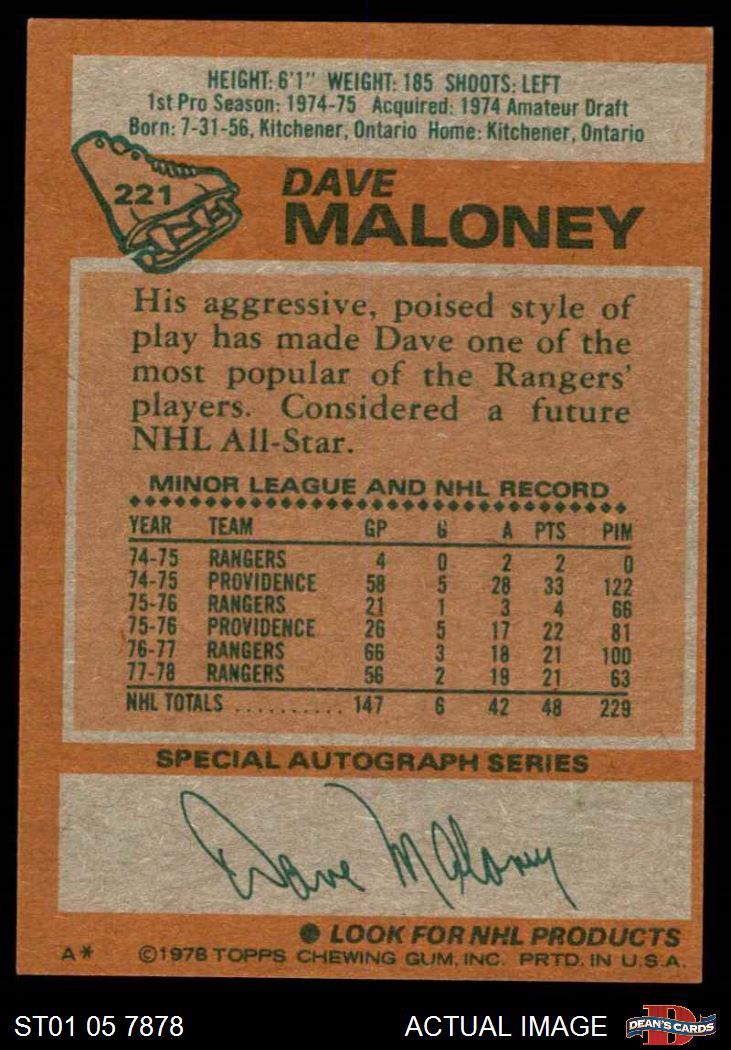 HEIGHT: 6'1" WEIGHT: 185 SHOOTS: LEFT
1st Pro Season: 1974-75 Acquired: 1974 Amateur Draft
Born: 7-31-56, Kitchener, Ontario Home: Kitchener, Ontario
221
DAVE
MALONEY
His aggressive, poised style of
play has made Dave one of the
most popular of the Rangers'
players. Considered a future
NHL All-Star.
MINOR LEAGUE AND NHL RECORD
YEAR TEAM GP G A PTS PIM
74-75 RANGERS 4 0 2 2 0
74-75 PROVIDENCE 58 5 28 33 122
75-76 RANGERS 21 1 3 4 66
75-76 PROVIDENCE 26 5 17 22 81
76-77 RANGERS 66 3 18 21 100
77-78 RANGERS 56 2 19 21 63
NHL TOTALS .......... 147 6 42 48 229
SPECIAL AUTOGRAPH SERIES
Dave Maloney
LOOK FOR NHL PRODUCTS
A* ©1978 TOPPS CHEWING GUM, INC. PRTD. IN U.S.A.
ST01 05 7878 ACTUAL IMAGE D DEAN'S CARDS